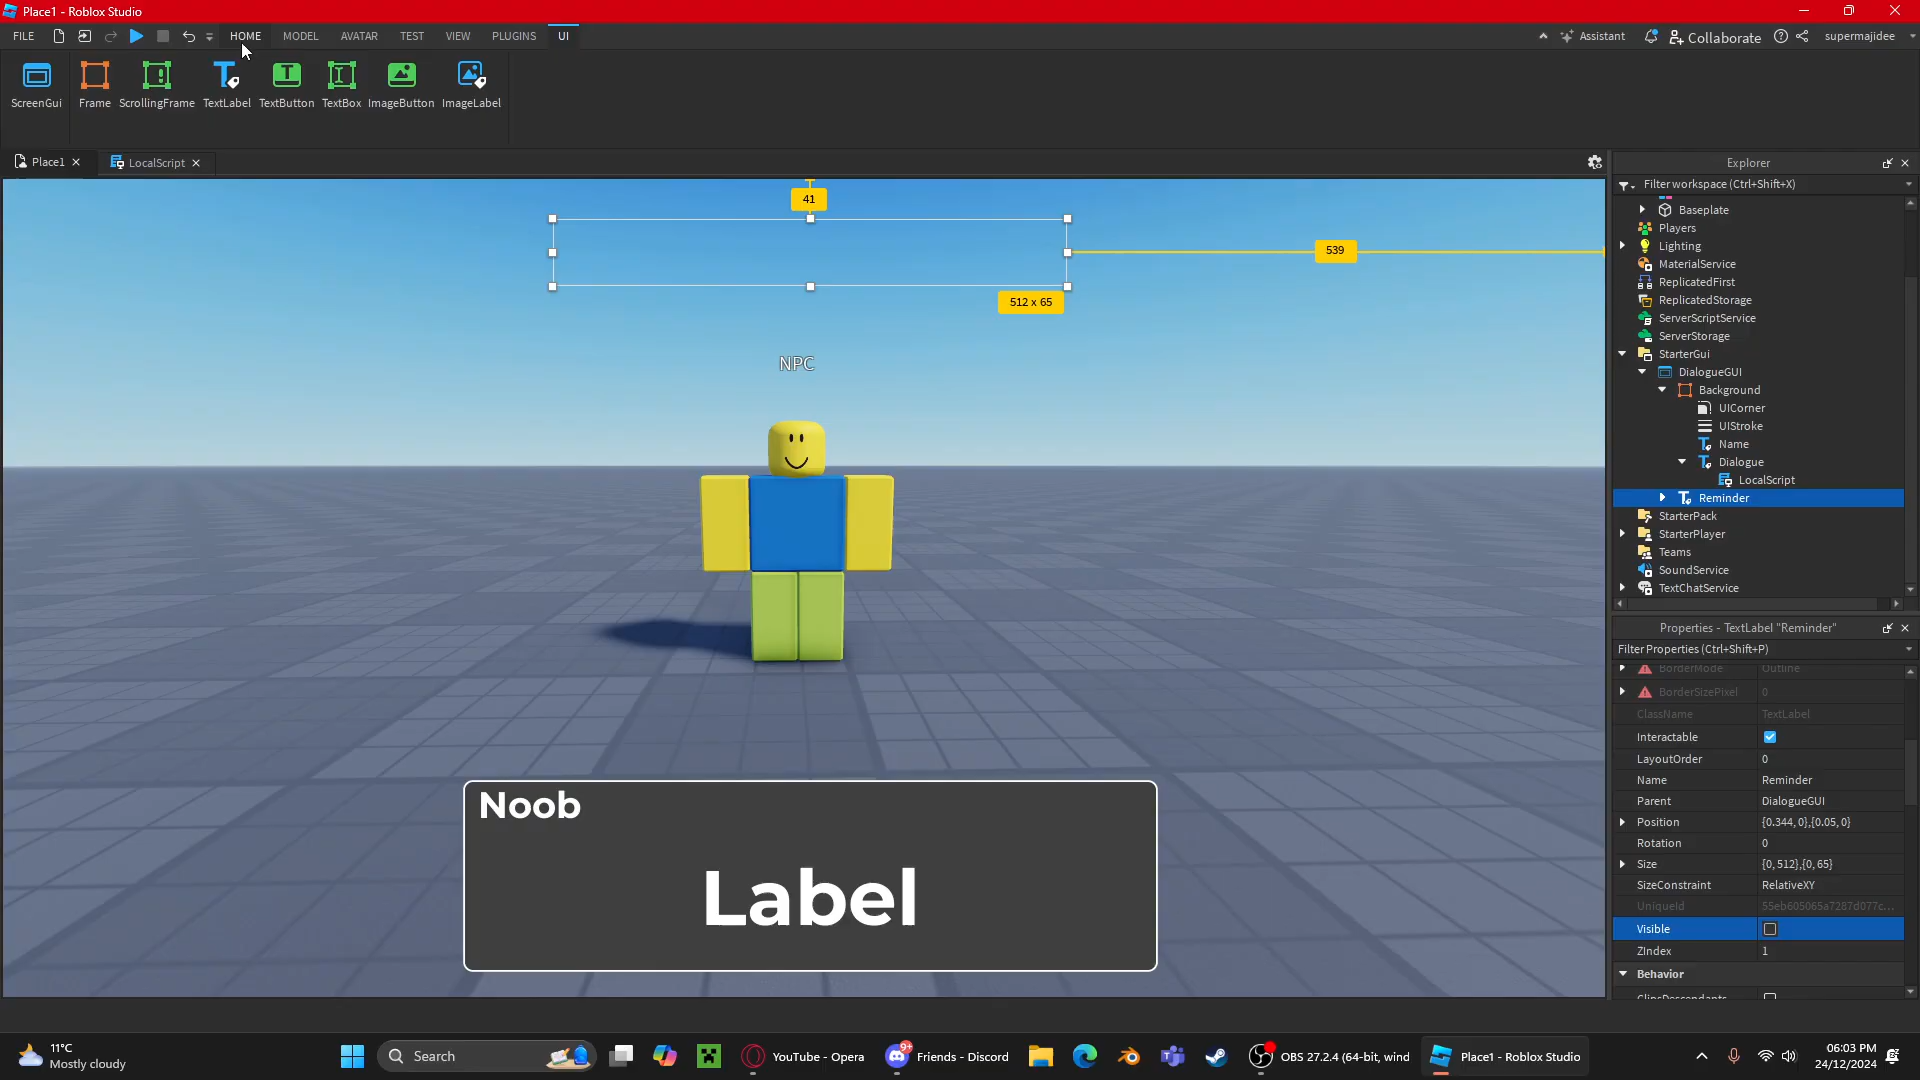 Place1 - Roblox Studio
FILE
HOME
MODEL
AVATAR
TEST
VIEW
PLUGINS
UI
Assistant
Collaborate
supermajidee
ScreenGui
Frame
ScrollingFrame
TextLabel
TextButton
TextBox
ImageButton
ImageLabel
Place1
LocalScript
41
539
512 x 65
NPC
Noob
Label
Explorer
Filter workspace (Ctrl+Shift+X)
Baseplate
Players
Lighting
MaterialService
ReplicatedFirst
ReplicatedStorage
ServerScriptService
ServerStorage
StarterGui
DialogueGUI
Background
UICorner
UIStroke
Name
Dialogue
LocalScript
Reminder
StarterPack
StarterPlayer
Teams
SoundService
TextChatService
Properties - TextLabel "Reminder"
Filter Properties (Ctrl+Shift+P)
BorderMode Outline
BorderSizePixel 0
ClassName TextLabel
Interactable
LayoutOrder 0
Name Reminder
Parent DialogueGUI
Position {0.344, 0},{0.05, 0}
Rotation 0
Size {0, 512},{0, 65}
SizeConstraint RelativeXY
UniqueId 55eb605065a7287d077c...
Visible
ZIndex 1
Behavior
ClipsDescendants
11°C
Mostly cloudy
Search
YouTube - Opera
9+
Friends - Discord
OBS 27.2.4 (64-bit, wind
Place1 - Roblox Studio
06:03 PM
24/12/2024